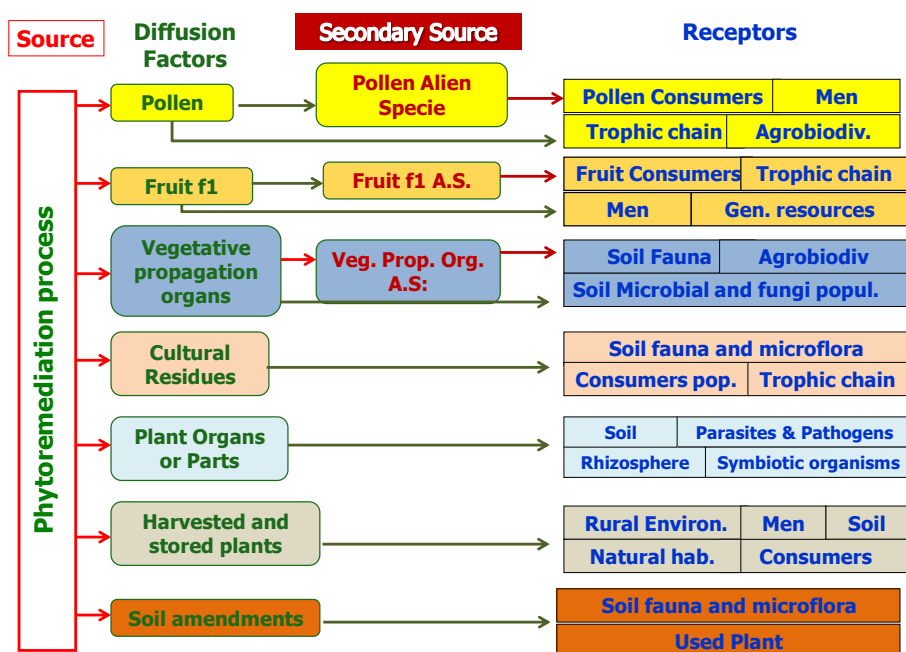 Source
Diffusion
Factors
Secondary Source
Receptors
Phytoremediation process
Pollen
Pollen Alien
Specie
Pollen Consumers
Men
Trophic chain
Agrobiodiv.
Fruit f1
Fruit f1 A.S.
Fruit Consumers
Trophic chain
Men
Gen. resources
Vegetative
propagation
organs
Veg. Prop. Org.
A.S:
Soil Fauna
Agrobiodiv
Soil Microbial and fungi popul.
Cultural
Residues
Soil fauna and microflora
Consumers pop.
Trophic chain
Plant Organs
or Parts
Soil
Parasites & Pathogens
Rhizosphere
Symbiotic organisms
Harvested and
stored plants
Rural Environ.
Men
Soil
Natural hab.
Consumers
Soil amendments
Soil fauna and microflora
Used Plant